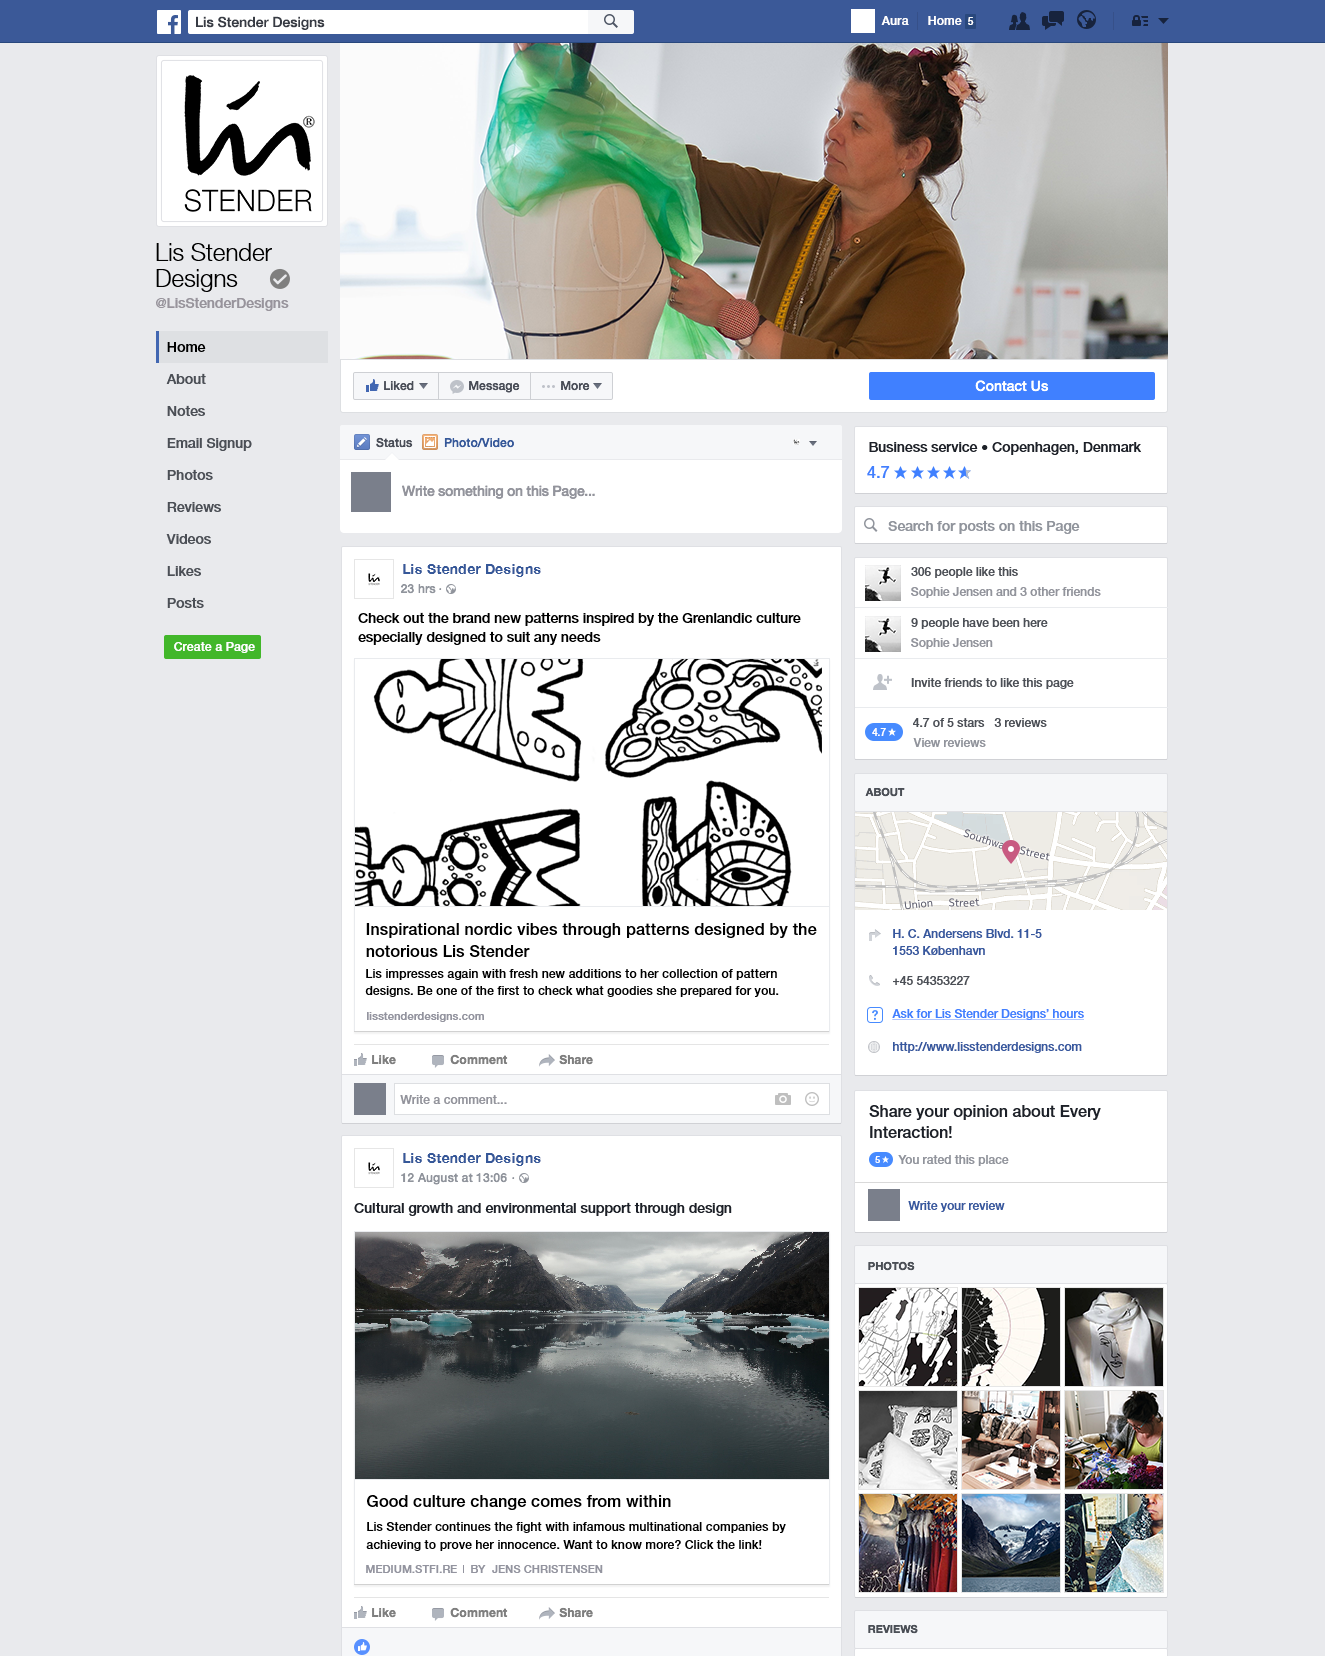 Lis Stender Designs
Aura
Home 5
lis®
STENDER
Lis Stender
Designs
@LisStenderDesigns
Home
About
Notes
Email Signup
Photos
Reviews
Videos
Likes
Posts
Create a Page
Liked
Message
More
Contact Us
Status
Photo/Video
Write something on this Page...
Lis Stender Designs
23 hrs ·
Check out the brand new patterns inspired by the Grenlandic culture
especially designed to suit any needs
Inspirational nordic vibes through patterns designed by the
notorious Lis Stender
Lis impresses again with fresh new additions to her collection of pattern
designs. Be one of the first to check what goodies she prepared for you.
lisstenderdesigns.com
Like
Comment
Share
Write a comment...
Lis Stender Designs
12 August at 13:06 ·
Cultural growth and environmental support through design
Good culture change comes from within
Lis Stender continues the fight with infamous multinational companies by
achieving to prove her innocence. Want to know more? Click the link!
MEDIUM.STFI.RE | BY JENS CHRISTENSEN
Like
Comment
Share
Business service • Copenhagen, Denmark
4.7
Search for posts on this Page
306 people like this
Sophie Jensen and 3 other friends
9 people have been here
Sophie Jensen
Invite friends to like this page
4.7 ★
4.7 of 5 stars 3 reviews
View reviews
ABOUT
Southwa Street
Union Street
H. C. Andersens Blvd. 11-5
1553 København
+45 54353227
Ask for Lis Stender Designs' hours
http://www.lisstenderdesigns.com
Share your opinion about Every
Interaction!
5 ★ You rated this place
Write your review
PHOTOS
REVIEWS